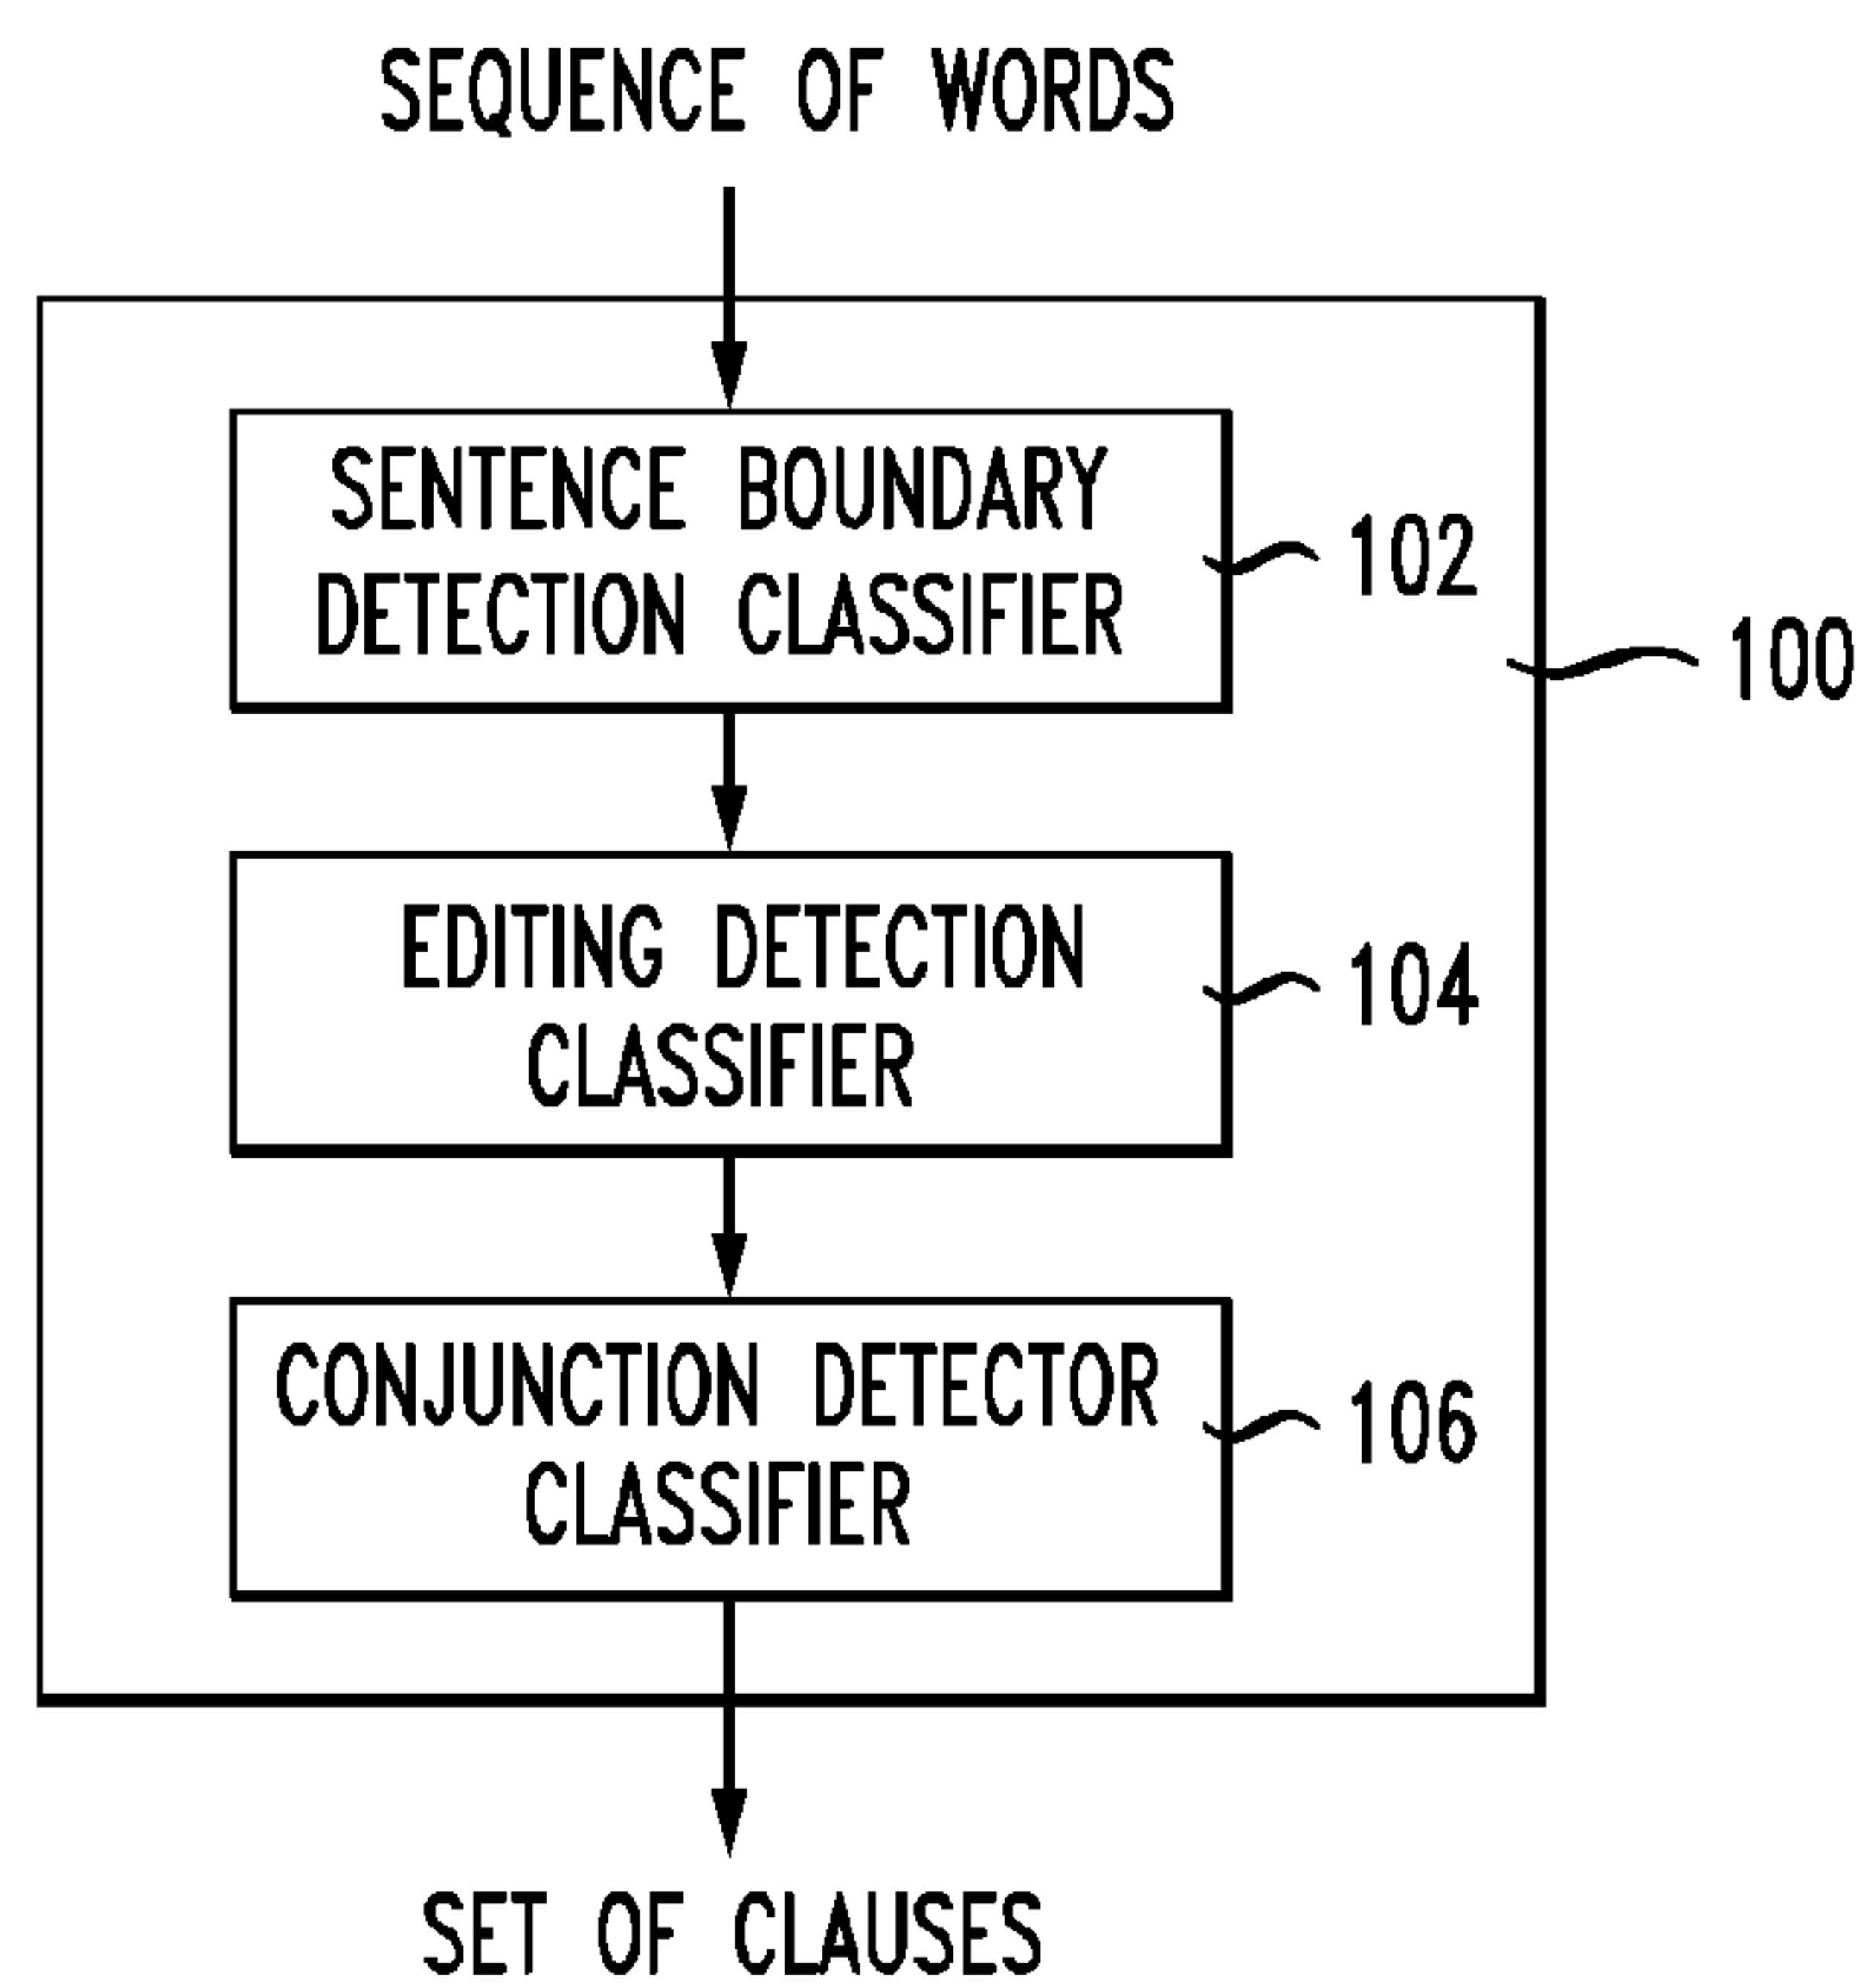 SEQUENCE OF WORDS
SENTENCE BOUNDARY
DETECTION CLASSIFIER
102
100
EDITING DETECTION
CLASSIFIER
104
CONJUNCTION DETECTOR
CLASSIFIER
106
SET OF CLAUSES